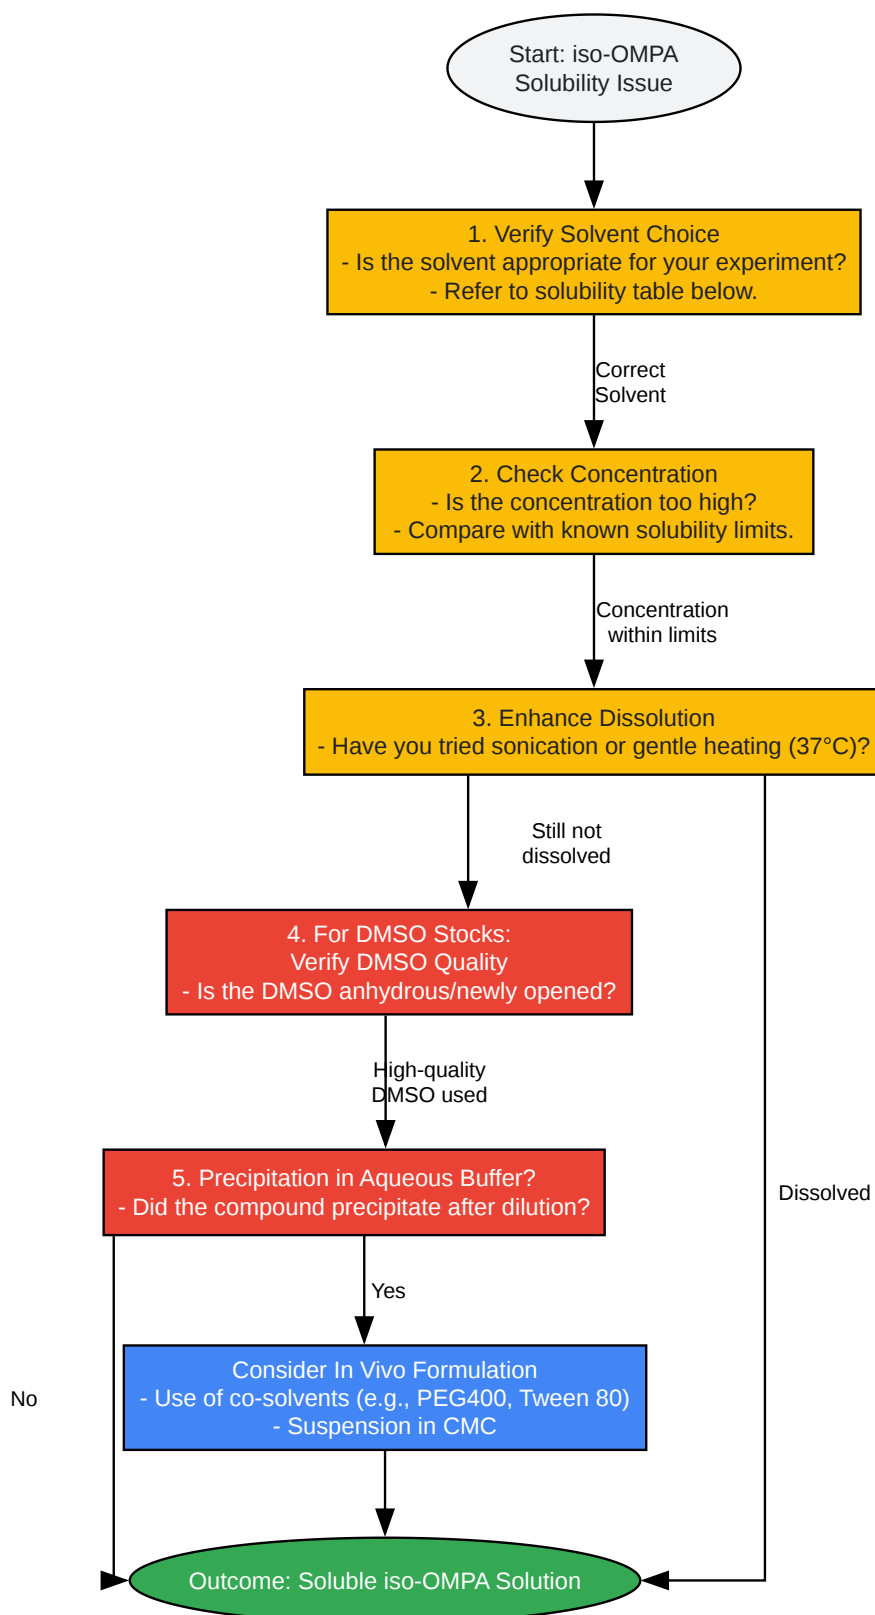 Start: iso-OMPA
Solubility Issue
1. Verify Solvent Choice
- Is the solvent appropriate for your experiment?
- Refer to solubility table below.
Correct
Solvent
2. Check Concentration
- Is the concentration too high?
- Compare with known solubility limits.
Concentration
within limits
3. Enhance Dissolution
- Have you tried sonication or gentle heating (37°C)?
Still not
dissolved
4. For DMSO Stocks:
Verify DMSO Quality
- Is the DMSO anhydrous/newly opened?
High-quality
DMSO used
5. Precipitation in Aqueous Buffer?
- Did the compound precipitate after dilution?
Dissolved
Yes
Consider In Vivo Formulation
- Use of co-solvents (e.g., PEG400, Tween 80)
- Suspension in CMC
No
Outcome: Soluble iso-OMPA Solution